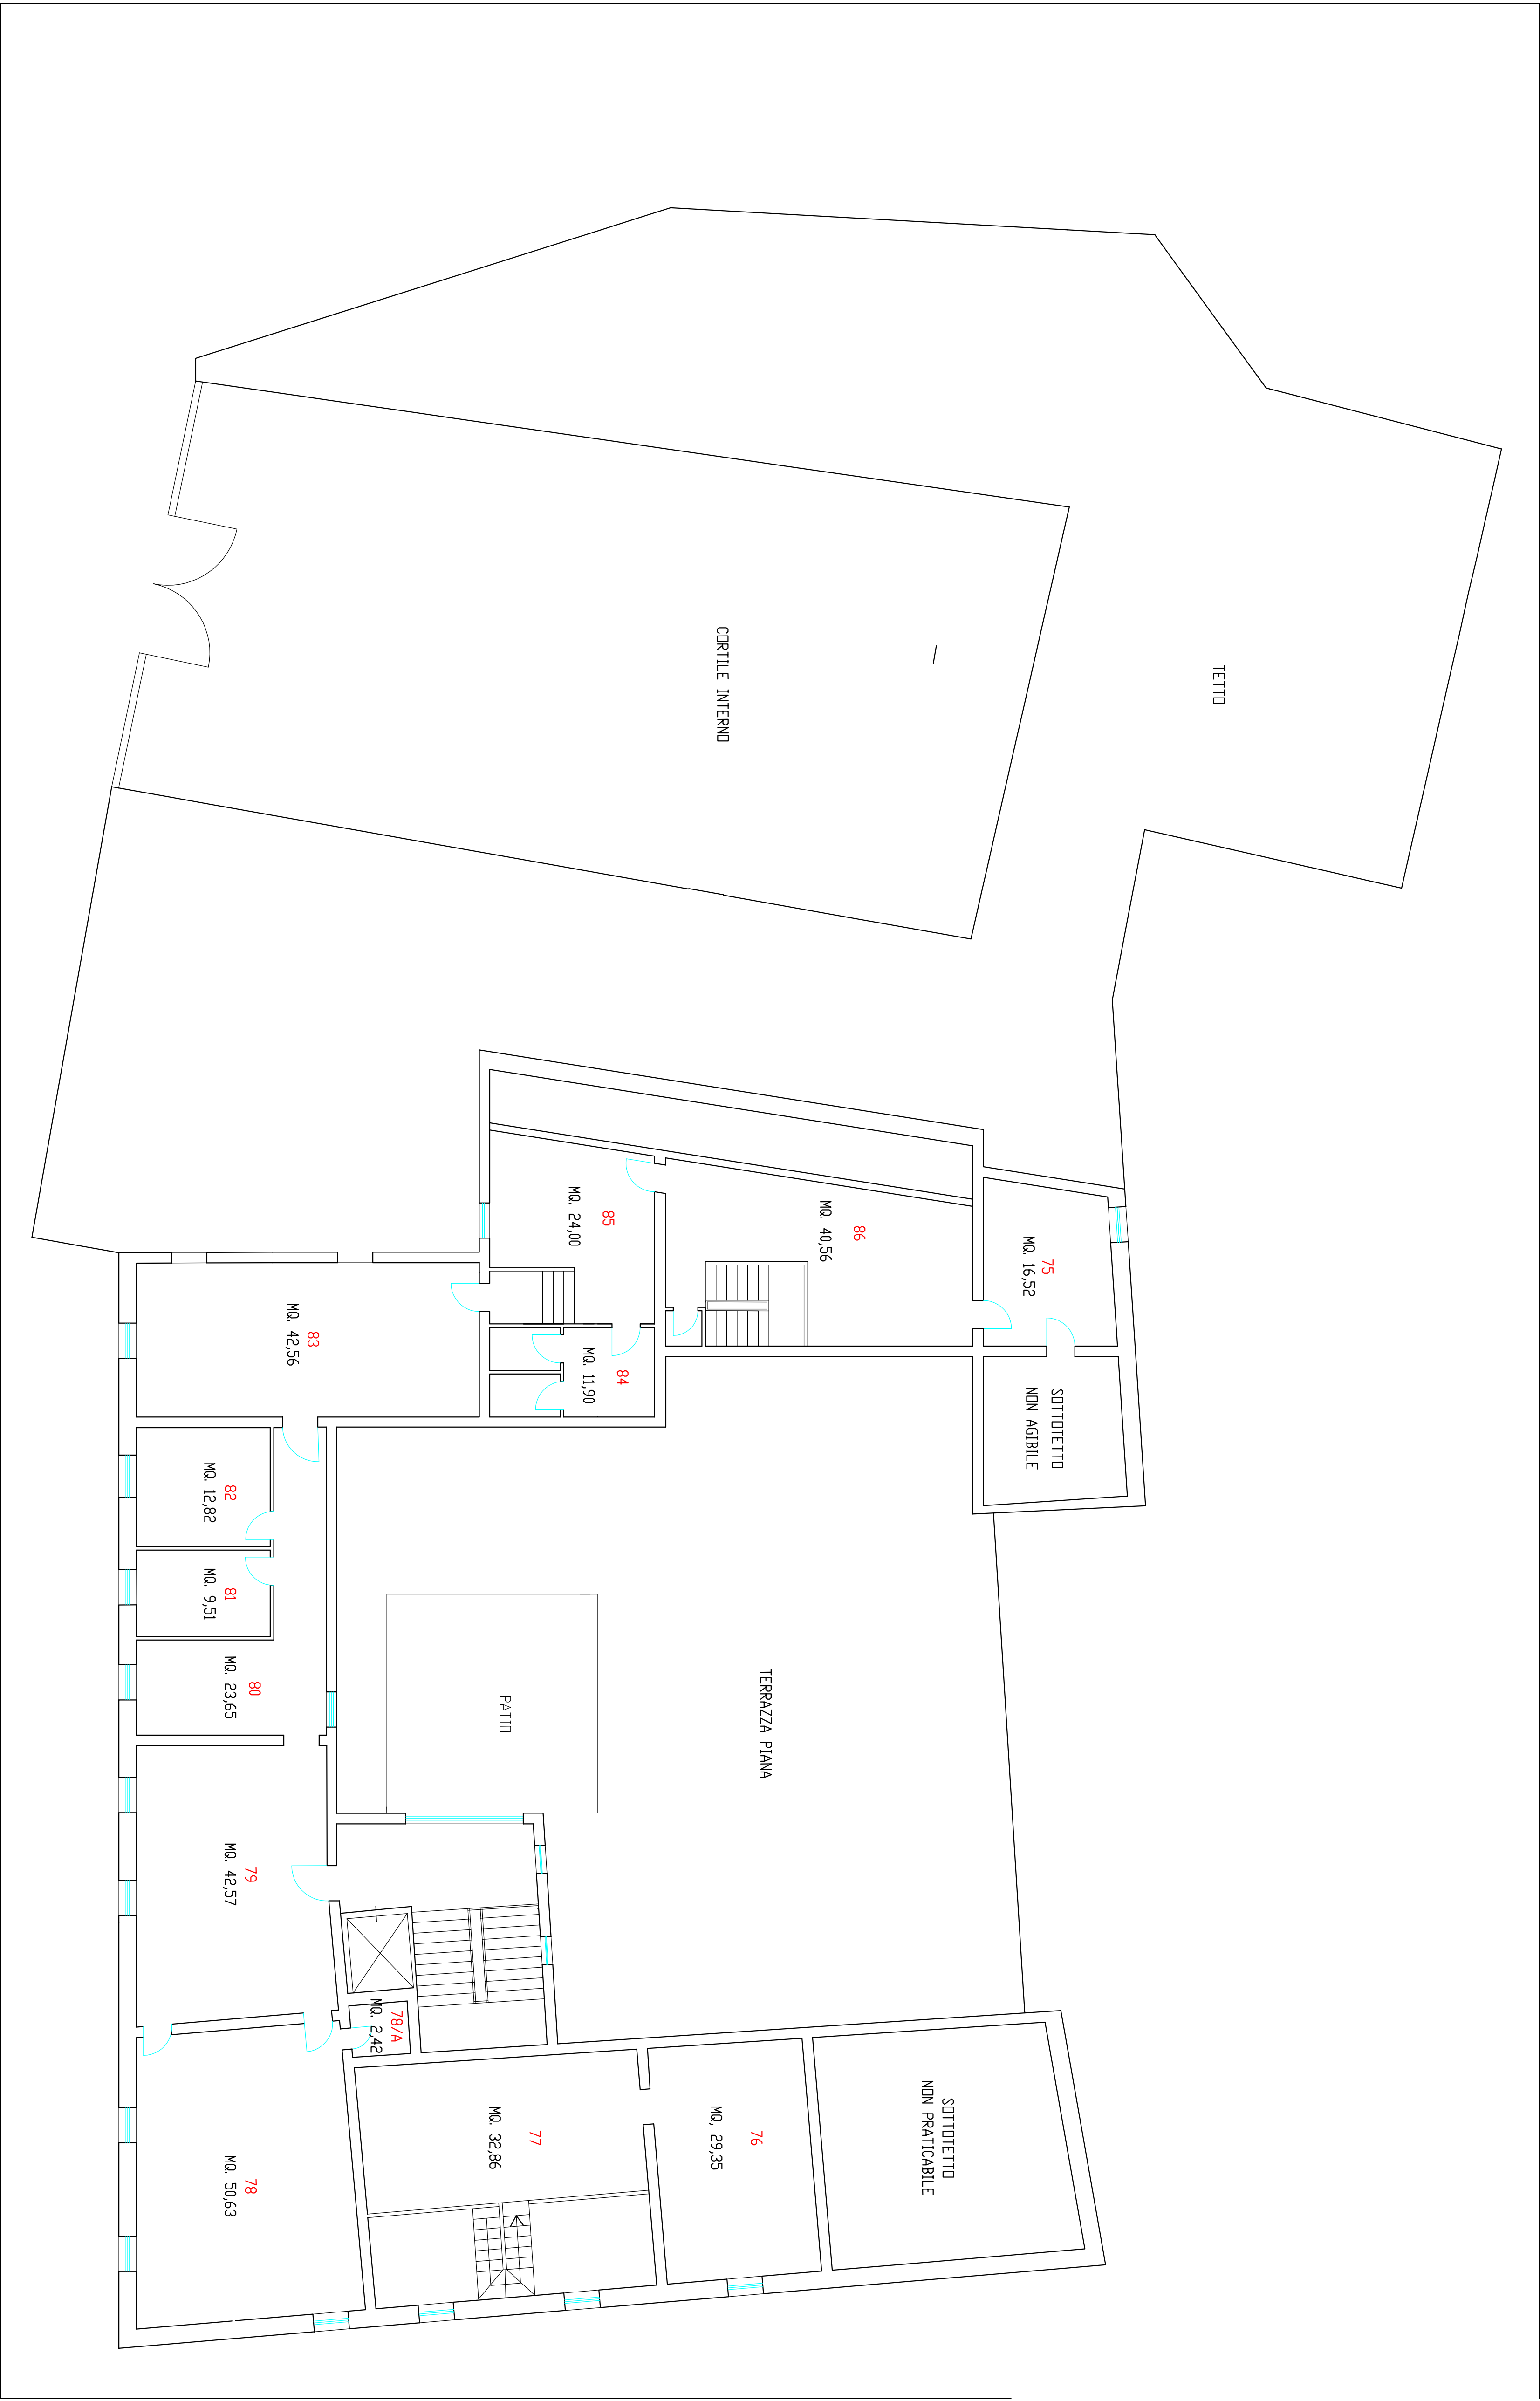 TETTO
CORTILE INTERNO
75
MQ. 16,52
86
MQ. 40,56
85
MQ. 24,00
84
MQ. 11,90
SOTTOTETTO
NON AGIBILE
83
MQ. 42,56
82
MQ. 12,82
81
MQ. 9,51
80
MQ. 23,65
TERRAZZA PIANA
PATIO
79
MQ. 42,57
78/A
MQ. 2,42
SOTTOTETTO
NON PRATICABILE
76
MQ, 29,35
77
MQ. 32,86
78
MQ. 50,63